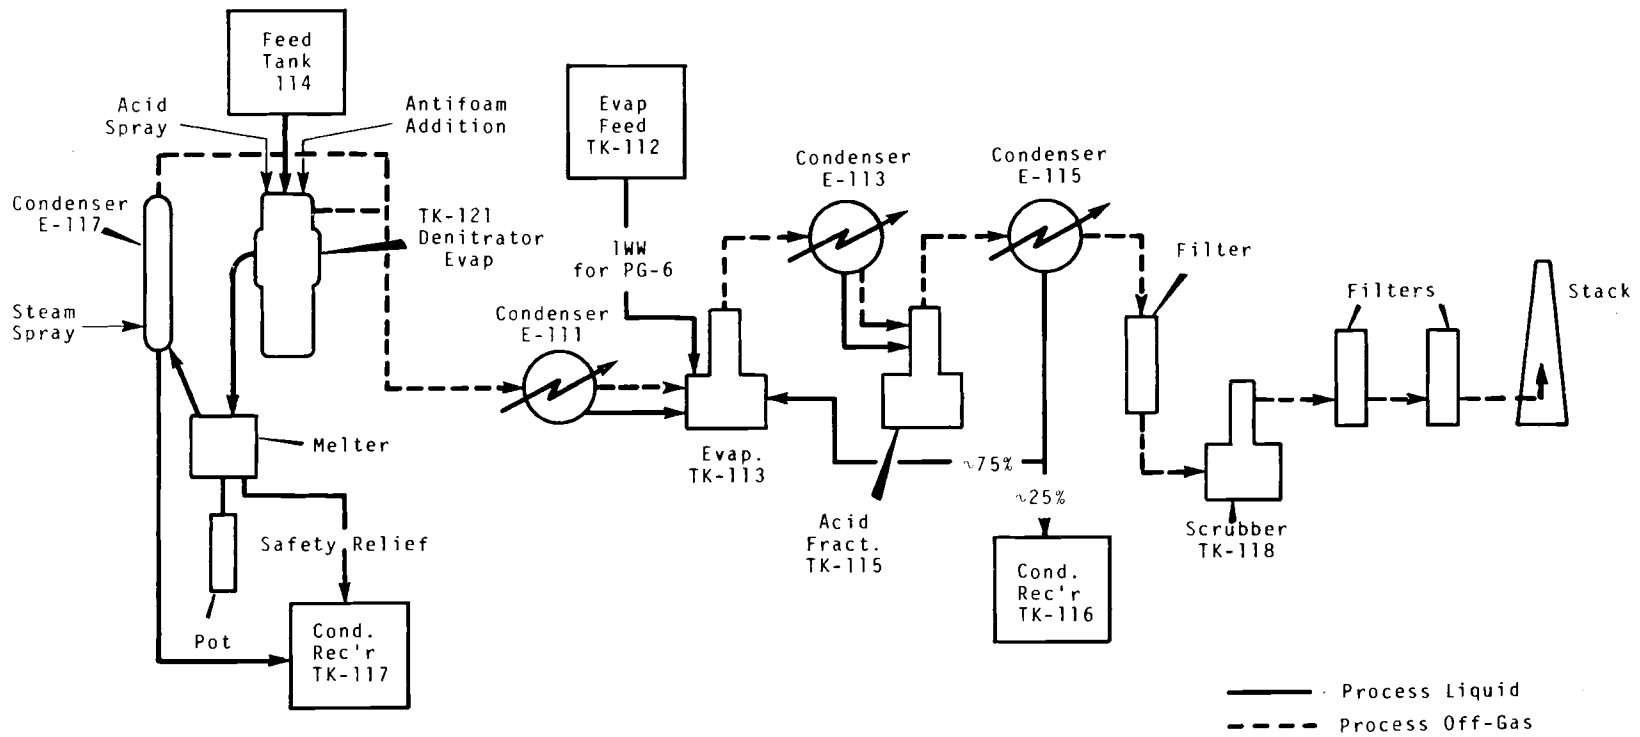 Feed
Tank
114
Acid
Spray
Antifoam
Addition
Evap
Feed
TK-112
Condenser
E-113
Condenser
E-115
Condenser
E-117
TK-121
Denitrator
Evap
1WW
for PG-6
Filter
Steam
Spray
Condenser
E-111
Filters
Stack
Melter
Evap.
TK-113
~75%
~25%
Safety Relief
Acid
Fract.
TK-115
Scrubber
TK-118
Cond.
Rec'r
TK-116
Pot
Cond.
Rec'r
TK-117
Process Liquid
Process Off-Gas